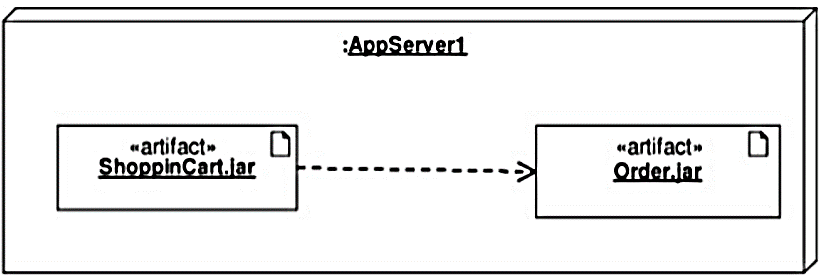 :AppServer1
«artifact»
ShoppinCart.jar
«artifact»
Order.jar